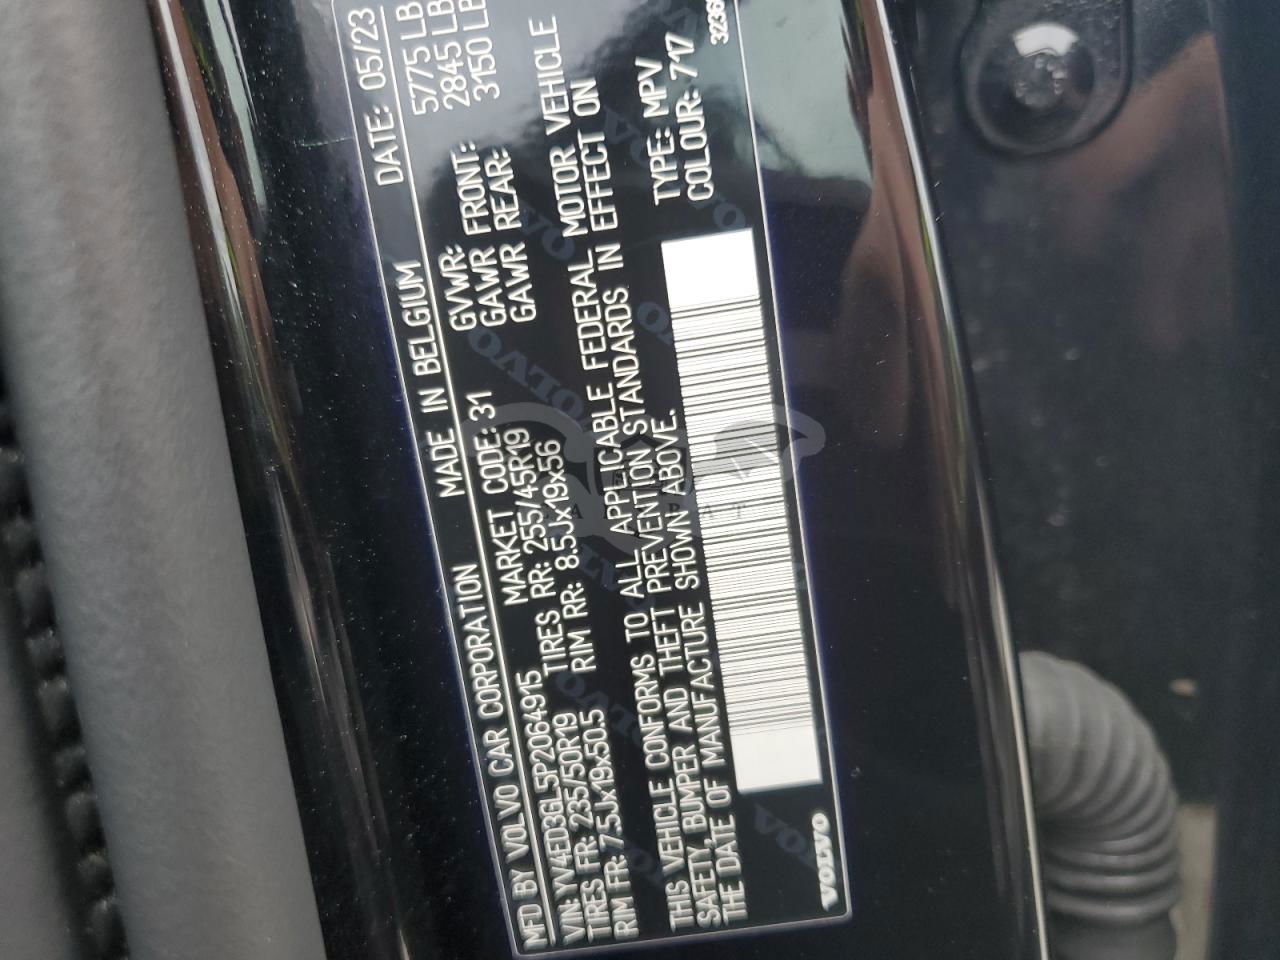 MFD BY VOLVO CAR CORPORATION MADE IN BELGIUM DATE: 05/23
VIN: YV4ED3GL5P2064915 MARKET CODE: 31 GVWR: 5775 LB
TIRES FR: 235/50R19 TIRES RR: 255/45R19 GAWR FRONT: 2845 LB
RIM FR: 7.5Jx19x50.5 RIM RR: 8.5Jx19x56 GAWR REAR: 3150 LB
THIS VEHICLE CONFORMS TO ALL APPLICABLE FEDERAL MOTOR VEHICLE
SAFETY, BUMPER AND THEFT PREVENTION STANDARDS IN EFFECT ON
THE DATE OF MANUFACTURE SHOWN ABOVE.
TYPE: MPV
COLOUR: 717
VOLVO